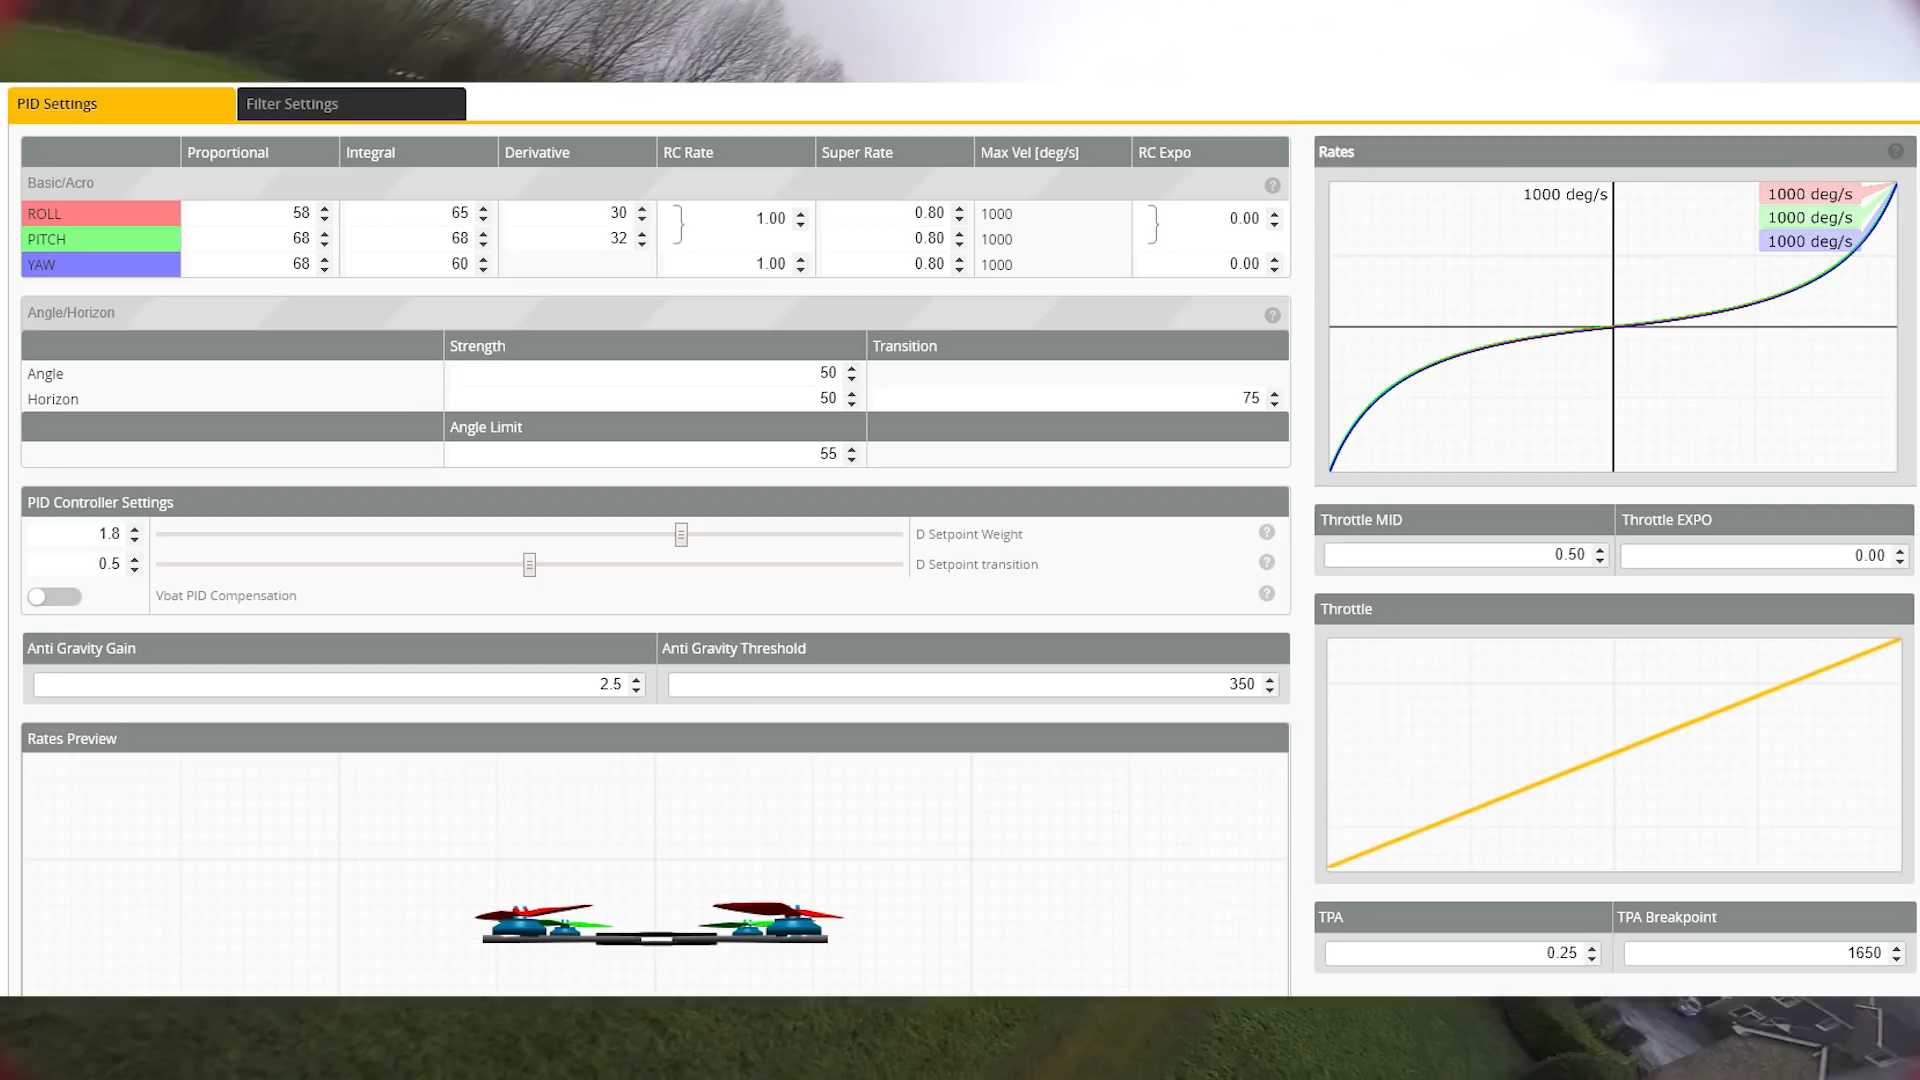 PID Settings Filter Settings
Proportional Integral Derivative RC Rate Super Rate Max Vel [deg/s] RC Expo
Basic/Acro
ROLL 58 65 30 1.00 0.80 1000 0.00
PITCH 68 68 32 0.80 1000
YAW 68 60 1.00 0.80 1000 0.00
Angle/Horizon
Strength Transition
Angle 50
Horizon 50 75
Angle Limit
55
PID Controller Settings
1.8 D Setpoint Weight
0.5 D Setpoint transition
Vbat PID Compensation
Anti Gravity Gain Anti Gravity Threshold
2.5 350
Rates Preview
Rates
1000 deg/s 1000 deg/s
1000 deg/s
1000 deg/s
Throttle MID Throttle EXPO
0.50 0.00
Throttle
TPA TPA Breakpoint
0.25 1650